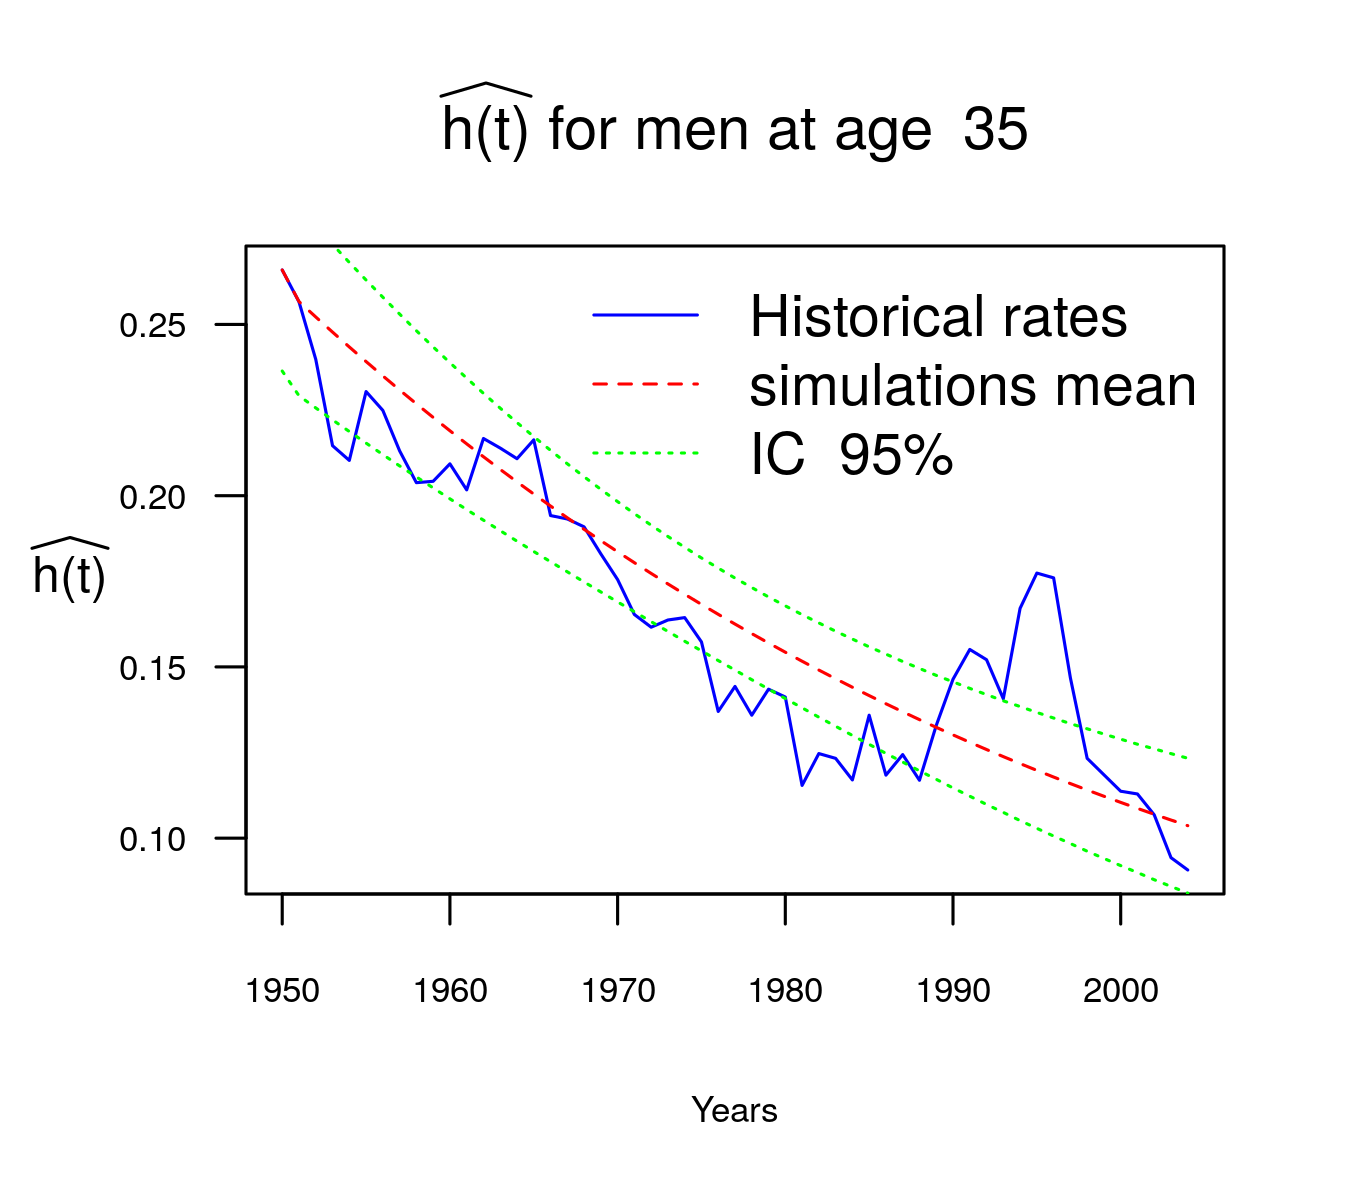 h(t) for men at age 35
Historical rates
simulations mean
IC 95%
0.25
0.20
0.15
0.10
h(t)
1950 1960 1970 1980 1990 2000
Years